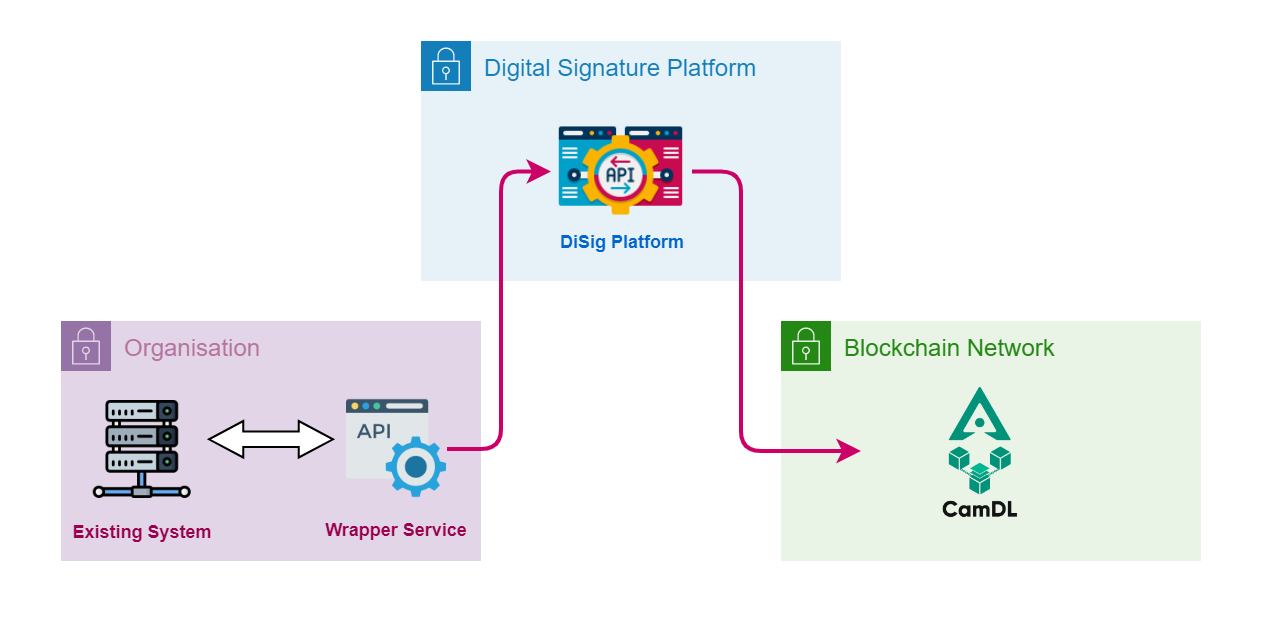 Digital Signature Platform
API
DiSig Platform
Organisation
API
Existing System
Wrapper Service
Blockchain Network
CamDL